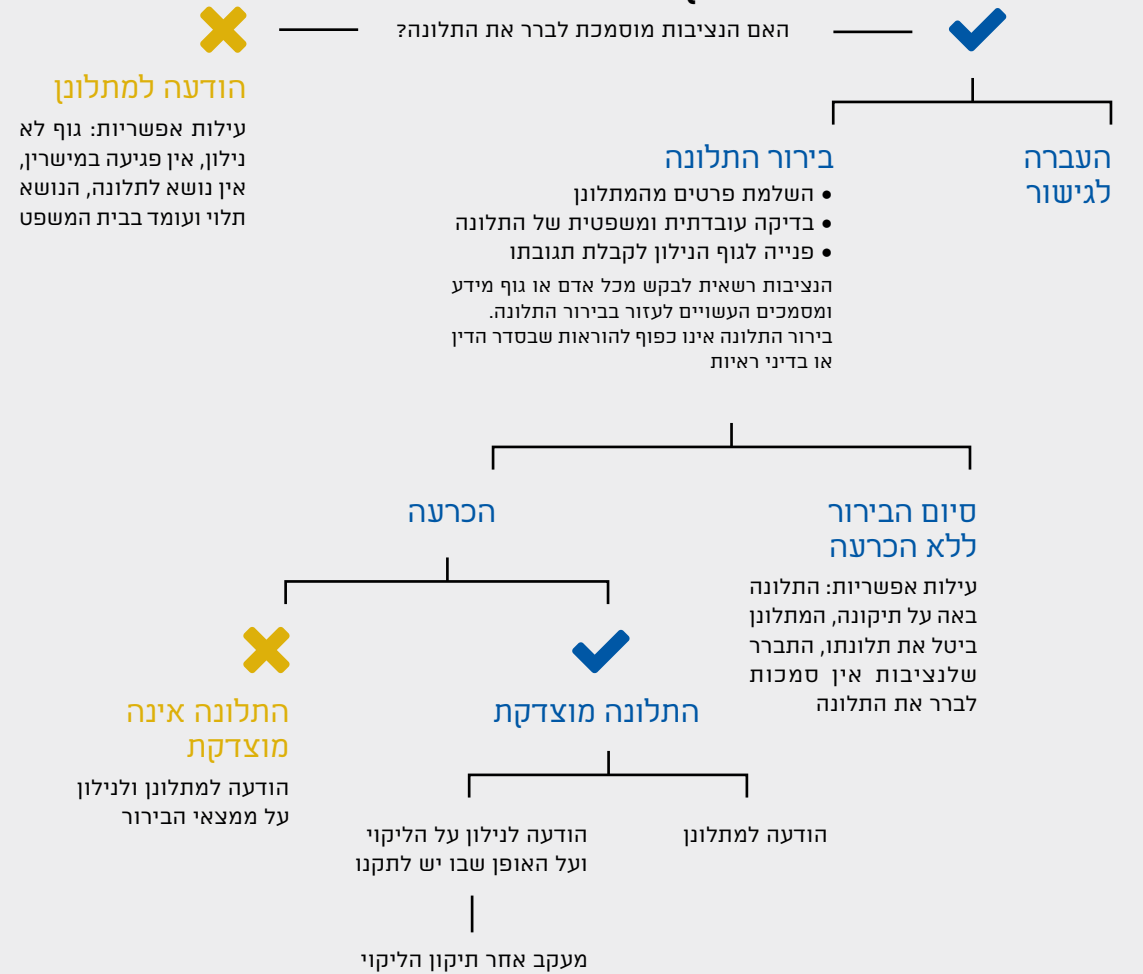 האם הנציבות מוסמכת לברר את התלונה?
העברה
לגישור
בירור התלונה
• השלמת פרטים מהמתלונן
• בדיקה עובדתית ומשפטית של התלונה
• פנייה לגוף הנילון לקבלת תגובתו
הנציבות רשאית לבקש מכל אדם או גוף מידע
ומסמכים העשויים לעזור בבירור התלונה.
בירור התלונה אינו כפוף להוראות שבסדר הדין
או בדיני ראיות
הודעה למתלונן
עילות אפשריות: גוף לא
נילון, אין פגיעה במישרין,
אין נושא לתלונה, הנושא
תלוי ועומד בבית המשפט
סיום הבירור
ללא הכרעה
עילות אפשריות: התלונה
באה על תיקונה, המתלונן
ביטל את תלונתו, התברר
שלנציבות אין סמכות
לברר את התלונה
הכרעה
התלונה מוצדקת
הודעה למתלונן
הודעה לנילון על הליקוי
ועל האופן שבו יש לתקנו
מעקב אחר תיקון הליקוי
התלונה אינה
מוצדקת
הודעה למתלונן ולנילון
על ממצאי הבירור